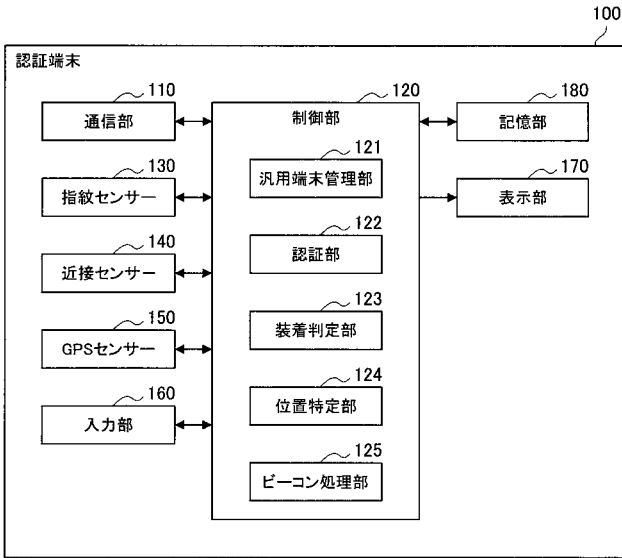 100
認証端末
110
通信部
130
指紋センサー
140
近接センサー
150
GPSセンサー
160
入力部
120
制御部
121
汎用端末管理部
122
認証部
123
装着判定部
124
位置特定部
125
ビーコン処理部
180
記憶部
170
表示部